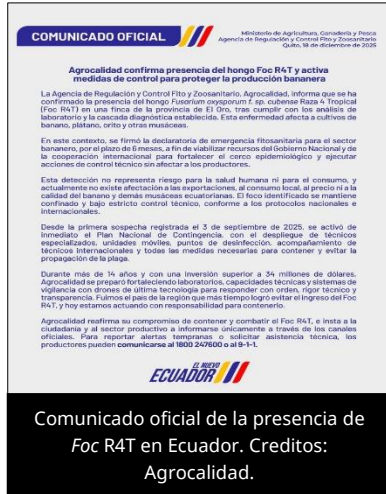 COMUNICADO OFICIAL
Ministerio de Agricultura, Ganadería y Pesca
Agencia de Regulación y Control Fito y Zoosanitario
Quito, 18 de diciembre de 2025
Agrocalidad confirma presencia del hongo Foc R4T y activa
medidas de control para proteger la producción bananera
La Agencia de Regulación y Control Fito y Zoosanitario, Agrocalidad, informa que se ha
confirmado la presencia del hongo Fusarium oxysporum f. sp. cubense Raza 4 Tropical
(Foc R4T) en una finca de la provincia de El Oro, tras cumplir con los análisis de
laboratorio y la cascada diagnóstica establecida. Esta enfermedad afecta a cultivos de
banano, plátano, orito y otras musáceas.
En este contexto, se firmó la declaratoria de emergencia fitosanitaria para el sector
bananero, por el plazo de 6 meses, a fin de viabilizar recursos del Gobierno Nacional y de
la cooperación internacional para fortalecer el cerco epidemiológico y ejecutar
acciones de control técnico sin afectar a los productores.
Esta detección no representa riesgo para la salud humana ni para el consumo, y
actualmente no existe afectación a las exportaciones, al consumo local, al precio ni a la
calidad del banano y demás musáceas ecuatorianas. El foco identificado se mantiene
confinado y bajo estricto control técnico, conforme a los protocolos nacionales e
internacionales.
Desde la primera sospecha registrada el 3 de septiembre de 2025, se activó de
inmediato el Plan Nacional de Contingencia, con el despliegue de técnicos
especializados, unidades móviles, puntos de desinfección, acompañamiento de
técnicos internacionales y todas las medidas necesarias para contener y evitar la
propagación de la plaga.
Durante más de 14 años y con una inversión superior a 34 millones de dólares,
Agrocalidad se preparó fortaleciendo laboratorios, capacidades técnicas y sistemas de
vigilancia con drones de última tecnología para responder con orden, rigor técnico y
transparencia. Fuimos el país de la región que más tiempo logró evitar el ingreso del Foc
R4T, y hoy estamos actuando con responsabilidad para contenerlo.
Agrocalidad reafirma su compromiso de contener y combatir el Foc R4T, e insta a la
ciudadanía y al sector productivo a informarse únicamente a través de los canales
oficiales. Para reportar alertas tempranas o solicitar asistencia técnica, los
productores pueden comunicarse al 1800 247600 o al 9-1-1.
EL NUEVO
ECUADOR
Comunicado oficial de la presencia de
Foc R4T en Ecuador. Creditos:
Agrocalidad.